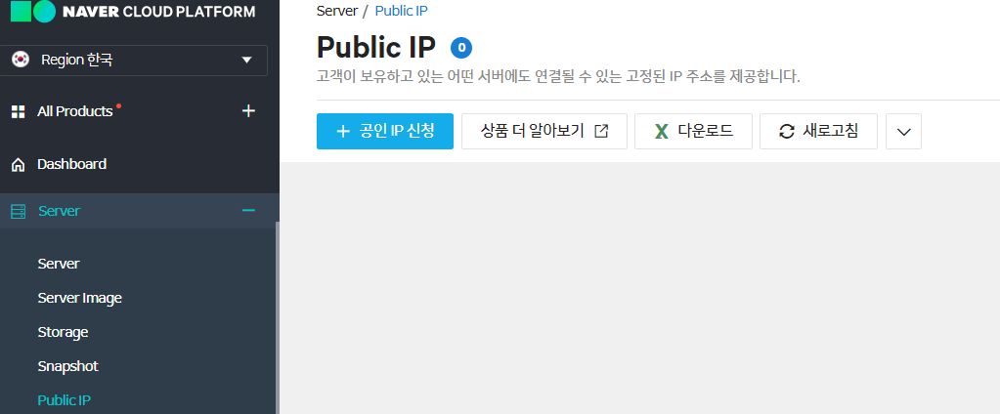 NAVER CLOUD PLATFORM
Region 한국
All Products
Dashboard
Server
Server
Server Image
Storage
Snapshot
Public IP
Server / Public IP
Public IP 0
고객이 보유하고 있는 어떤 서버에도 연결될 수 있는 고정된 IP 주소를 제공합니다.
+ 공인 IP 신청 상품 더 알아보기 다운로드 새로고침